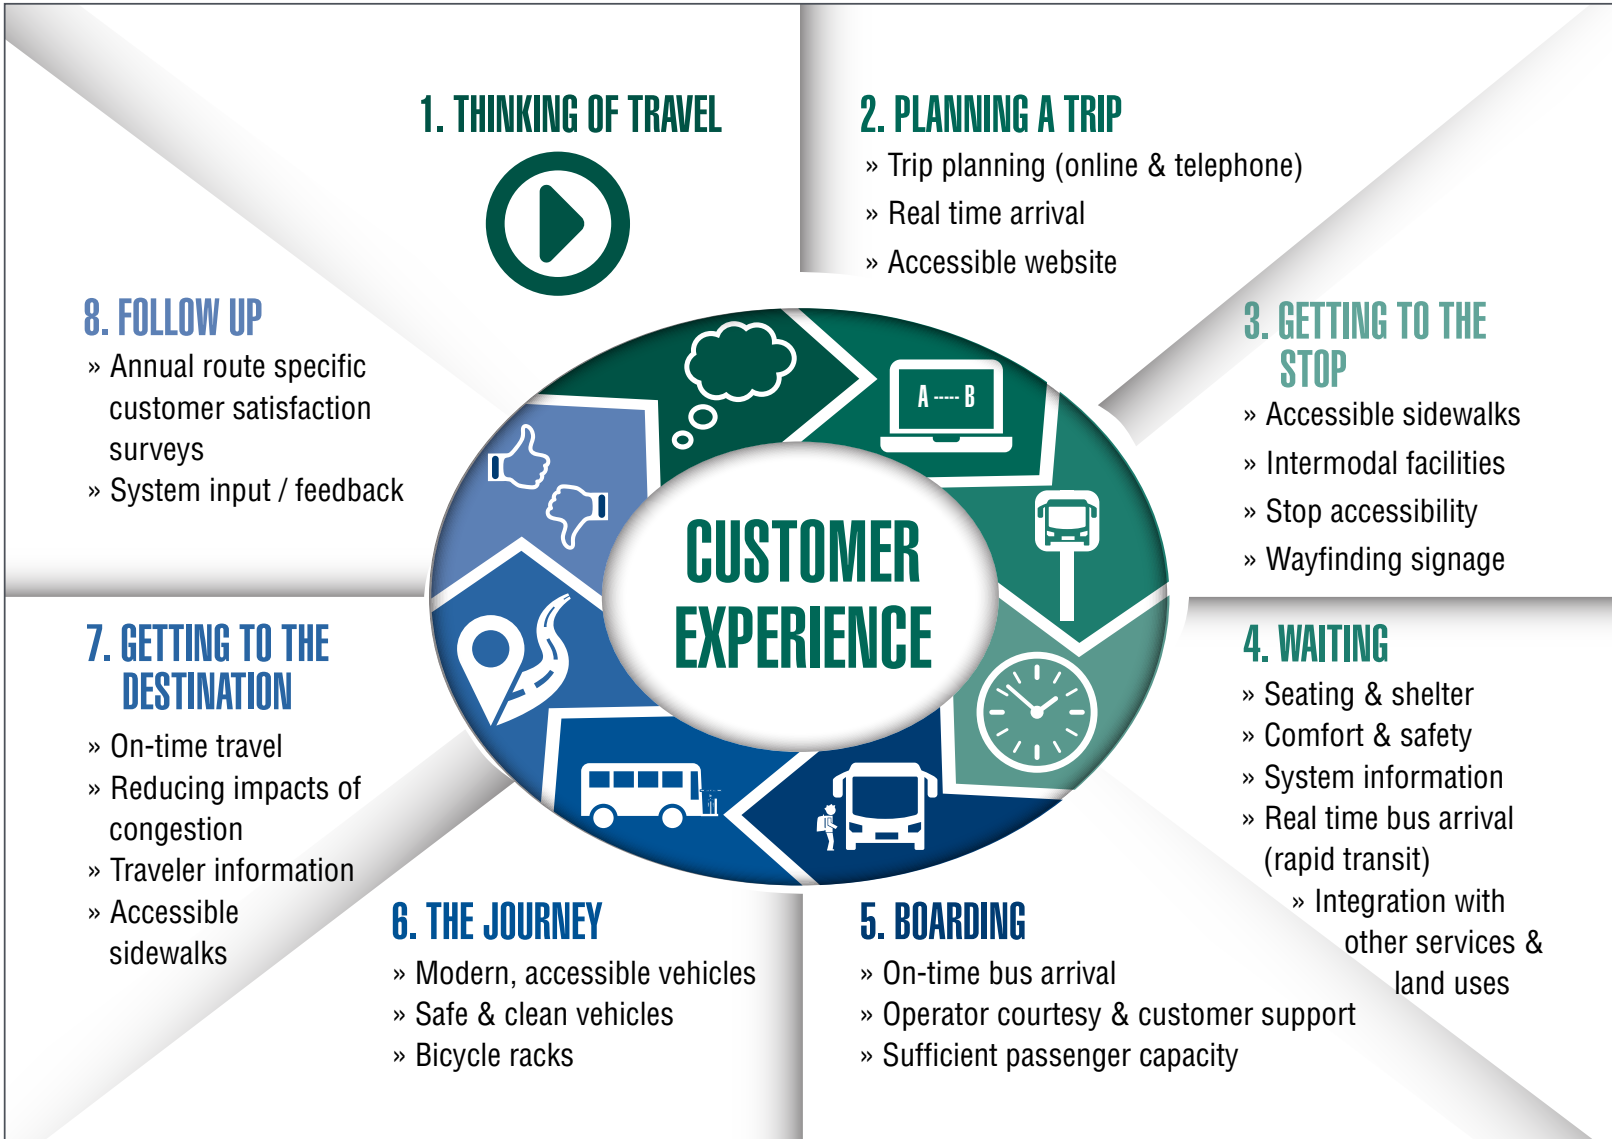 1. THINKING OF TRAVEL
2. PLANNING A TRIP
» Trip planning (online & telephone)
» Real time arrival
» Accessible website
3. GETTING TO THE
STOP
» Accessible sidewalks
» Intermodal facilities
» Stop accessibility
» Wayfinding signage
4. WAITING
» Seating & shelter
» Comfort & safety
» System information
» Real time bus arrival
(rapid transit)
» Integration with
other services &
land uses
5. BOARDING
» On-time bus arrival
» Operator courtesy & customer support
» Sufficient passenger capacity
6. THE JOURNEY
» Modern, accessible vehicles
» Safe & clean vehicles
» Bicycle racks
7. GETTING TO THE
DESTINATION
» On-time travel
» Reducing impacts of
congestion
» Traveler information
» Accessible
sidewalks
8. FOLLOW UP
» Annual route specific
customer satisfaction
surveys
» System input / feedback
A ----- B
CUSTOMER
EXPERIENCE